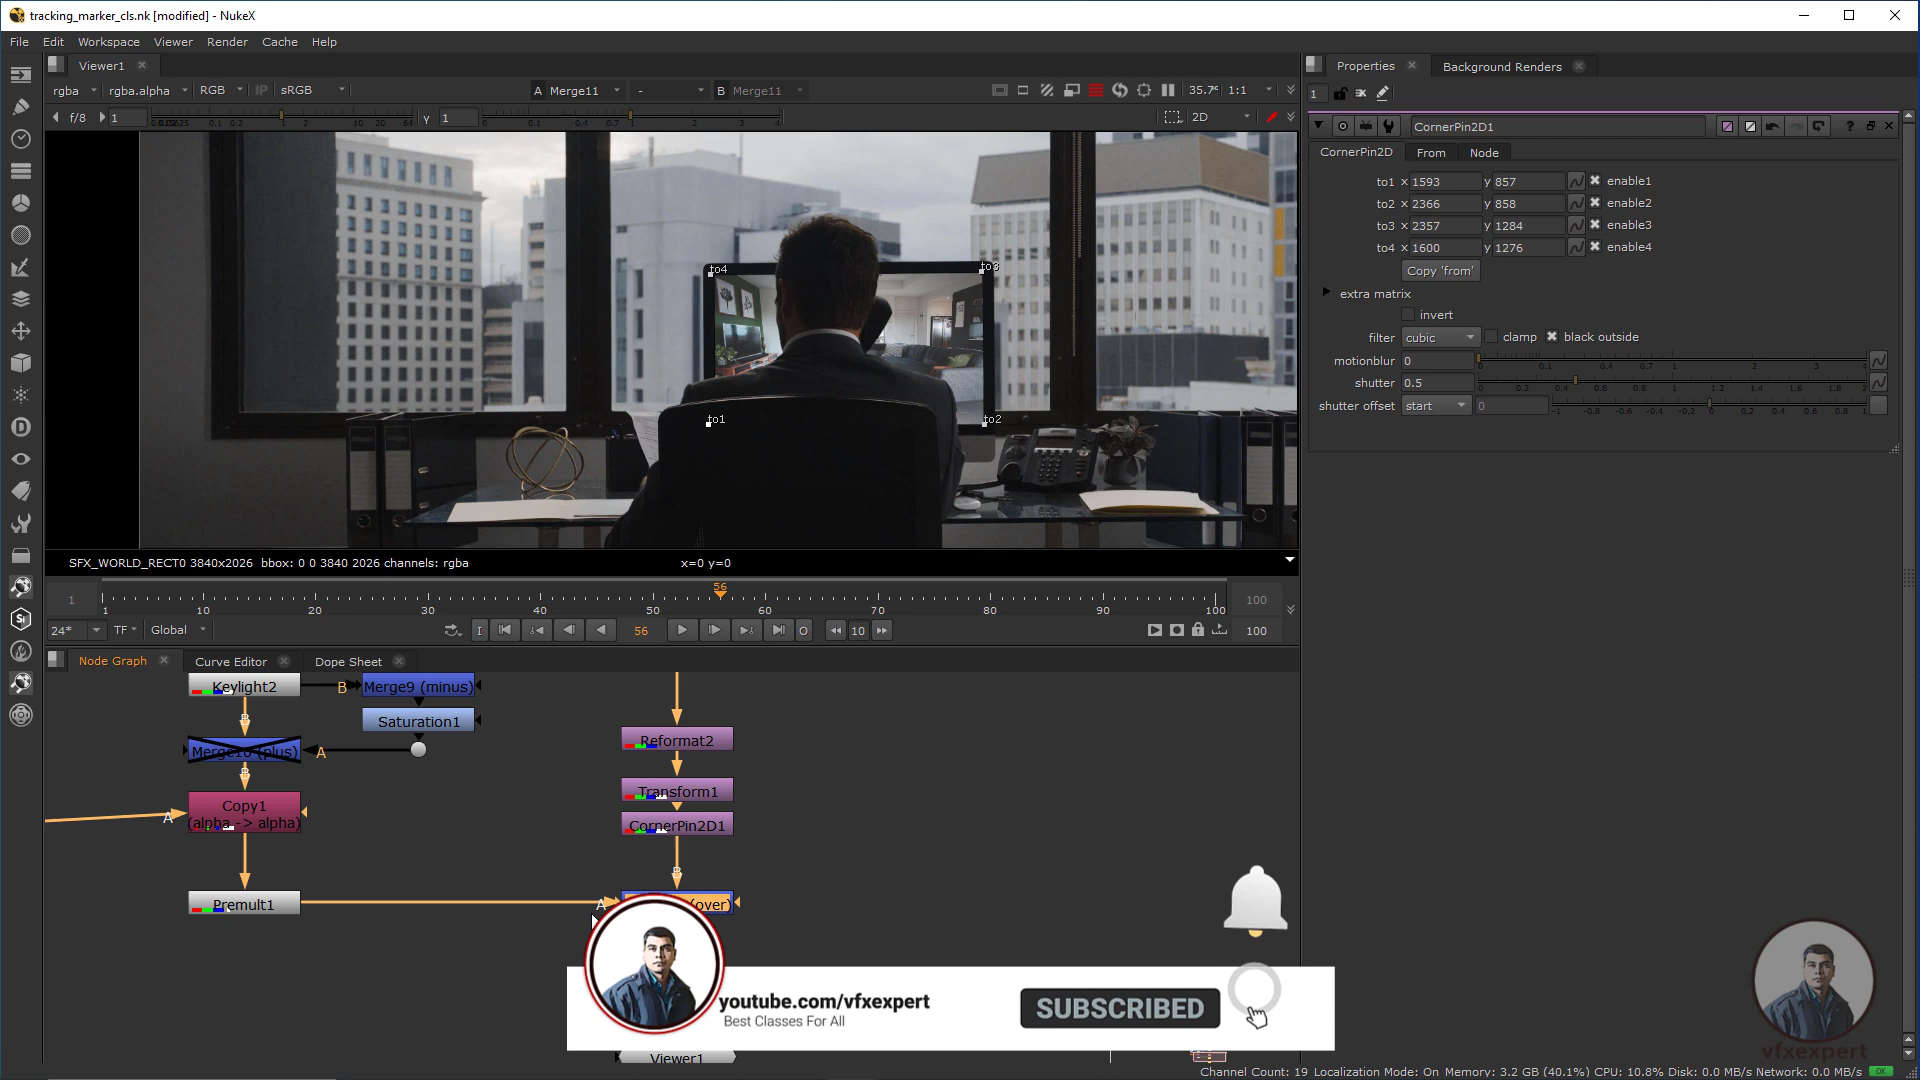 tracking_marker_cls.nk [modified] - NukeX
File Edit Workspace Viewer Render Cache Help
Viewer1
rgba rgba.alpha RGB IP sRGB A Merge11 - B Merge11 35.7% 1:1
f/8 1 y 1 2D
to4 to3
to1 to2
SFX_WORLD_RECT0 3840x2026 bbox: 0 0 3840 2026 channels: rgba x=0 y=0
56
1 1 10 20 30 40 50 60 70 80 90 100 100
24* TF Global I 56 O 10 100
Node Graph Curve Editor Dope Sheet
Keylight2 B Merge9 (minus)
Saturation1
B
Merge10 (plus) A
B
Copy1
(alpha -> alpha)
A
Premult1
Reformat2
Transform1
CornerPin2D1
B
A (over)
Viewer1
Properties Background Renders
1
CornerPin2D1
CornerPin2D From Node
to1 x 1593 y 857 enable1
to2 x 2366 y 858 enable2
to3 x 2357 y 1284 enable3
to4 x 1600 y 1276 enable4
Copy 'from'
extra matrix
invert
filter cubic clamp black outside
motionblur 0
shutter 0.5
shutter offset start 0
youtube.com/vfxexpert
Best Classes For All
SUBSCRIBED
vfxexpert
Channel Count: 19 Localization Mode: On Memory: 3.2 GB (40.1%) CPU: 10.8% Disk: 0.0 MB/s Network: 0.0 MB/s OK